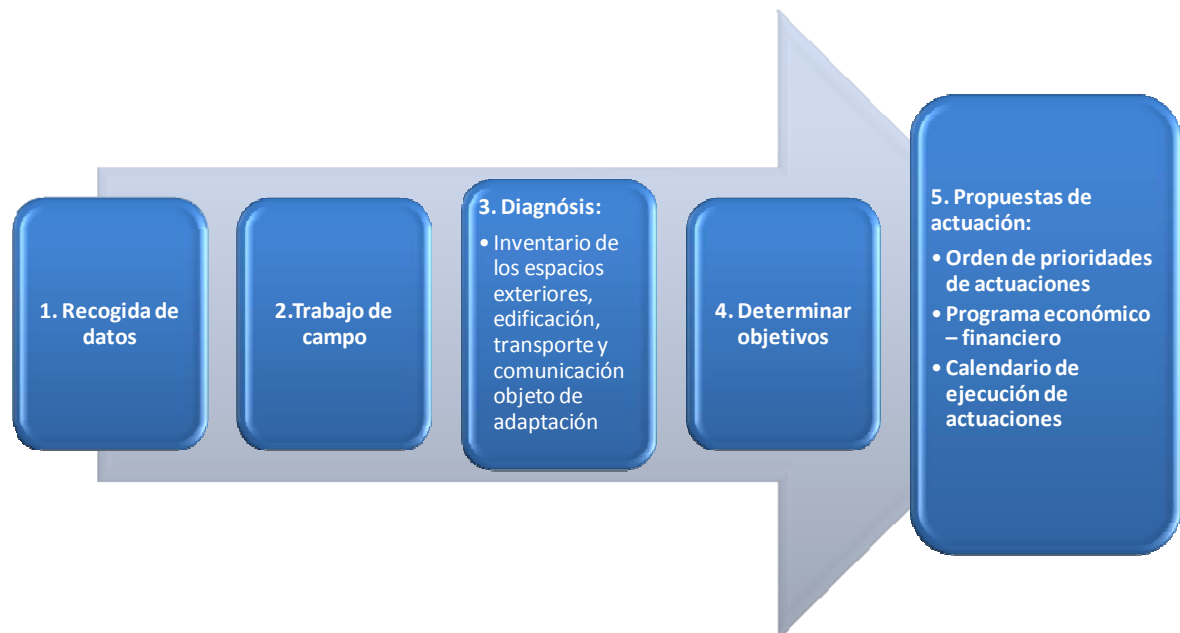 1. Recogida de
datos
2.Trabajo de
campo
3. Diagnósis:
• Inventario de
los espacios
exteriores,
edificación,
transporte y
comunicación
objeto de
adaptación
4. Determinar
objetivos
5. Propuestas de
actuación:
• Orden de prioridades
de actuaciones
• Programa económico
– financiero
• Calendario de
ejecución de
actuaciones